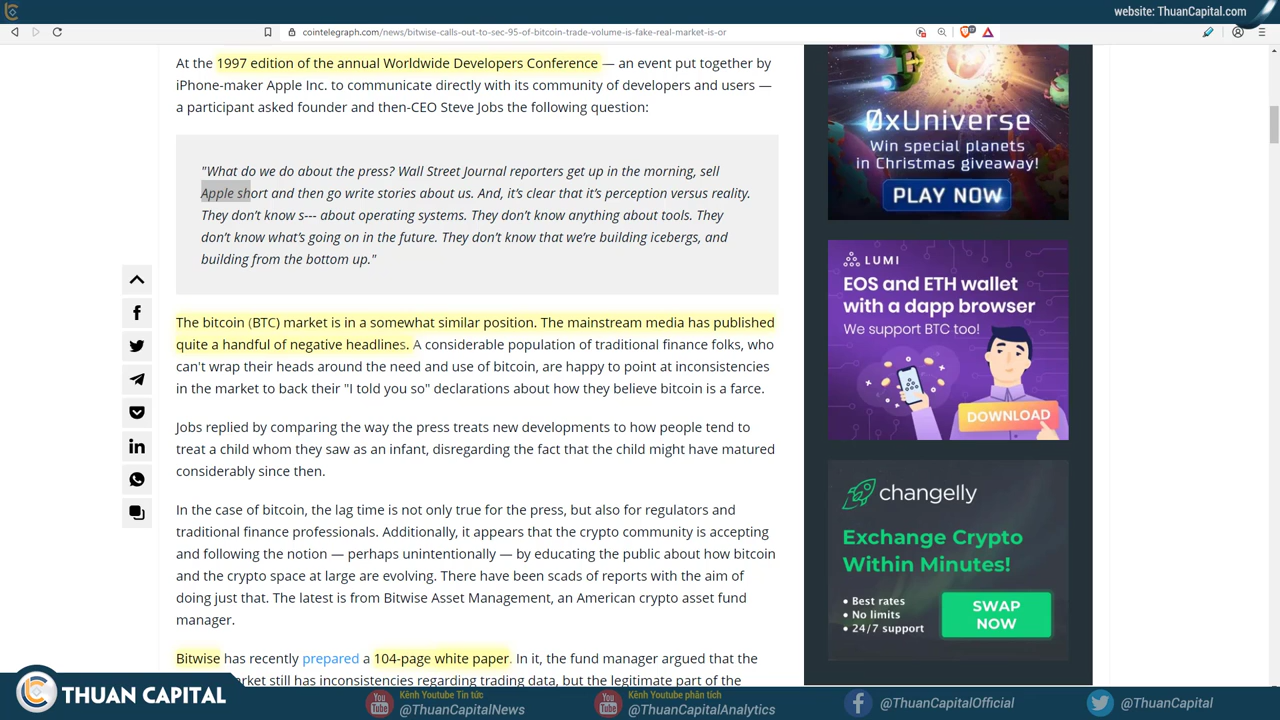 website: ThuanCapital.com
cointelegraph.com/news/bitwise-calls-out-to-sec-95-of-bitcoin-trade-volume-is-fake-real-market-is-or
At the 1997 edition of the annual Worldwide Developers Conference — an event put together by
iPhone-maker Apple Inc. to communicate directly with its community of developers and users —
a participant asked founder and then-CEO Steve Jobs the following question:
"What do we do about the press? Wall Street Journal reporters get up in the morning, sell
Apple short and then go write stories about us. And, it's clear that it's perception versus reality.
They don't know s--- about operating systems. They don't know anything about tools. They
don't know what's going on in the future. They don't know that we're building icebergs, and
building from the bottom up."
The bitcoin (BTC) market is in a somewhat similar position. The mainstream media has published
quite a handful of negative headlines. A considerable population of traditional finance folks, who
can't wrap their heads around the need and use of bitcoin, are happy to point at inconsistencies
in the market to back their "I told you so" declarations about how they believe bitcoin is a farce.
Jobs replied by comparing the way the press treats new developments to how people tend to
treat a child whom they saw as an infant, disregarding the fact that the child might have matured
considerably since then.
In the case of bitcoin, the lag time is not only true for the press, but also for regulators and
traditional finance professionals. Additionally, it appears that the crypto community is accepting
and following the notion — perhaps unintentionally — by educating the public about how bitcoin
and the crypto space at large are evolving. There have been scads of reports with the aim of
doing just that. The latest is from Bitwise Asset Management, an American crypto asset fund
manager.
Bitwise has recently prepared a 104-page white paper. In it, the fund manager argued that the
market still has inconsistencies regarding trading data, but the legitimate part of the
0xUniverse
Win special planets
in Christmas giveaway!
PLAY NOW
LUMI
EOS and ETH wallet
with a dapp browser
We support BTC too!
DOWNLOAD
changelly
Exchange Crypto
Within Minutes!
• Best rates
• No limits
• 24/7 support
SWAP
NOW
THUAN CAPITAL
You Tube
Kênh Youtube Tin tức:
@ThuanCapitalNews
You Tube
Kênh Youtube phân tích
@ThuanCapitalAnalytics
@ThuanCapitalOfficial
@ThuanCapital